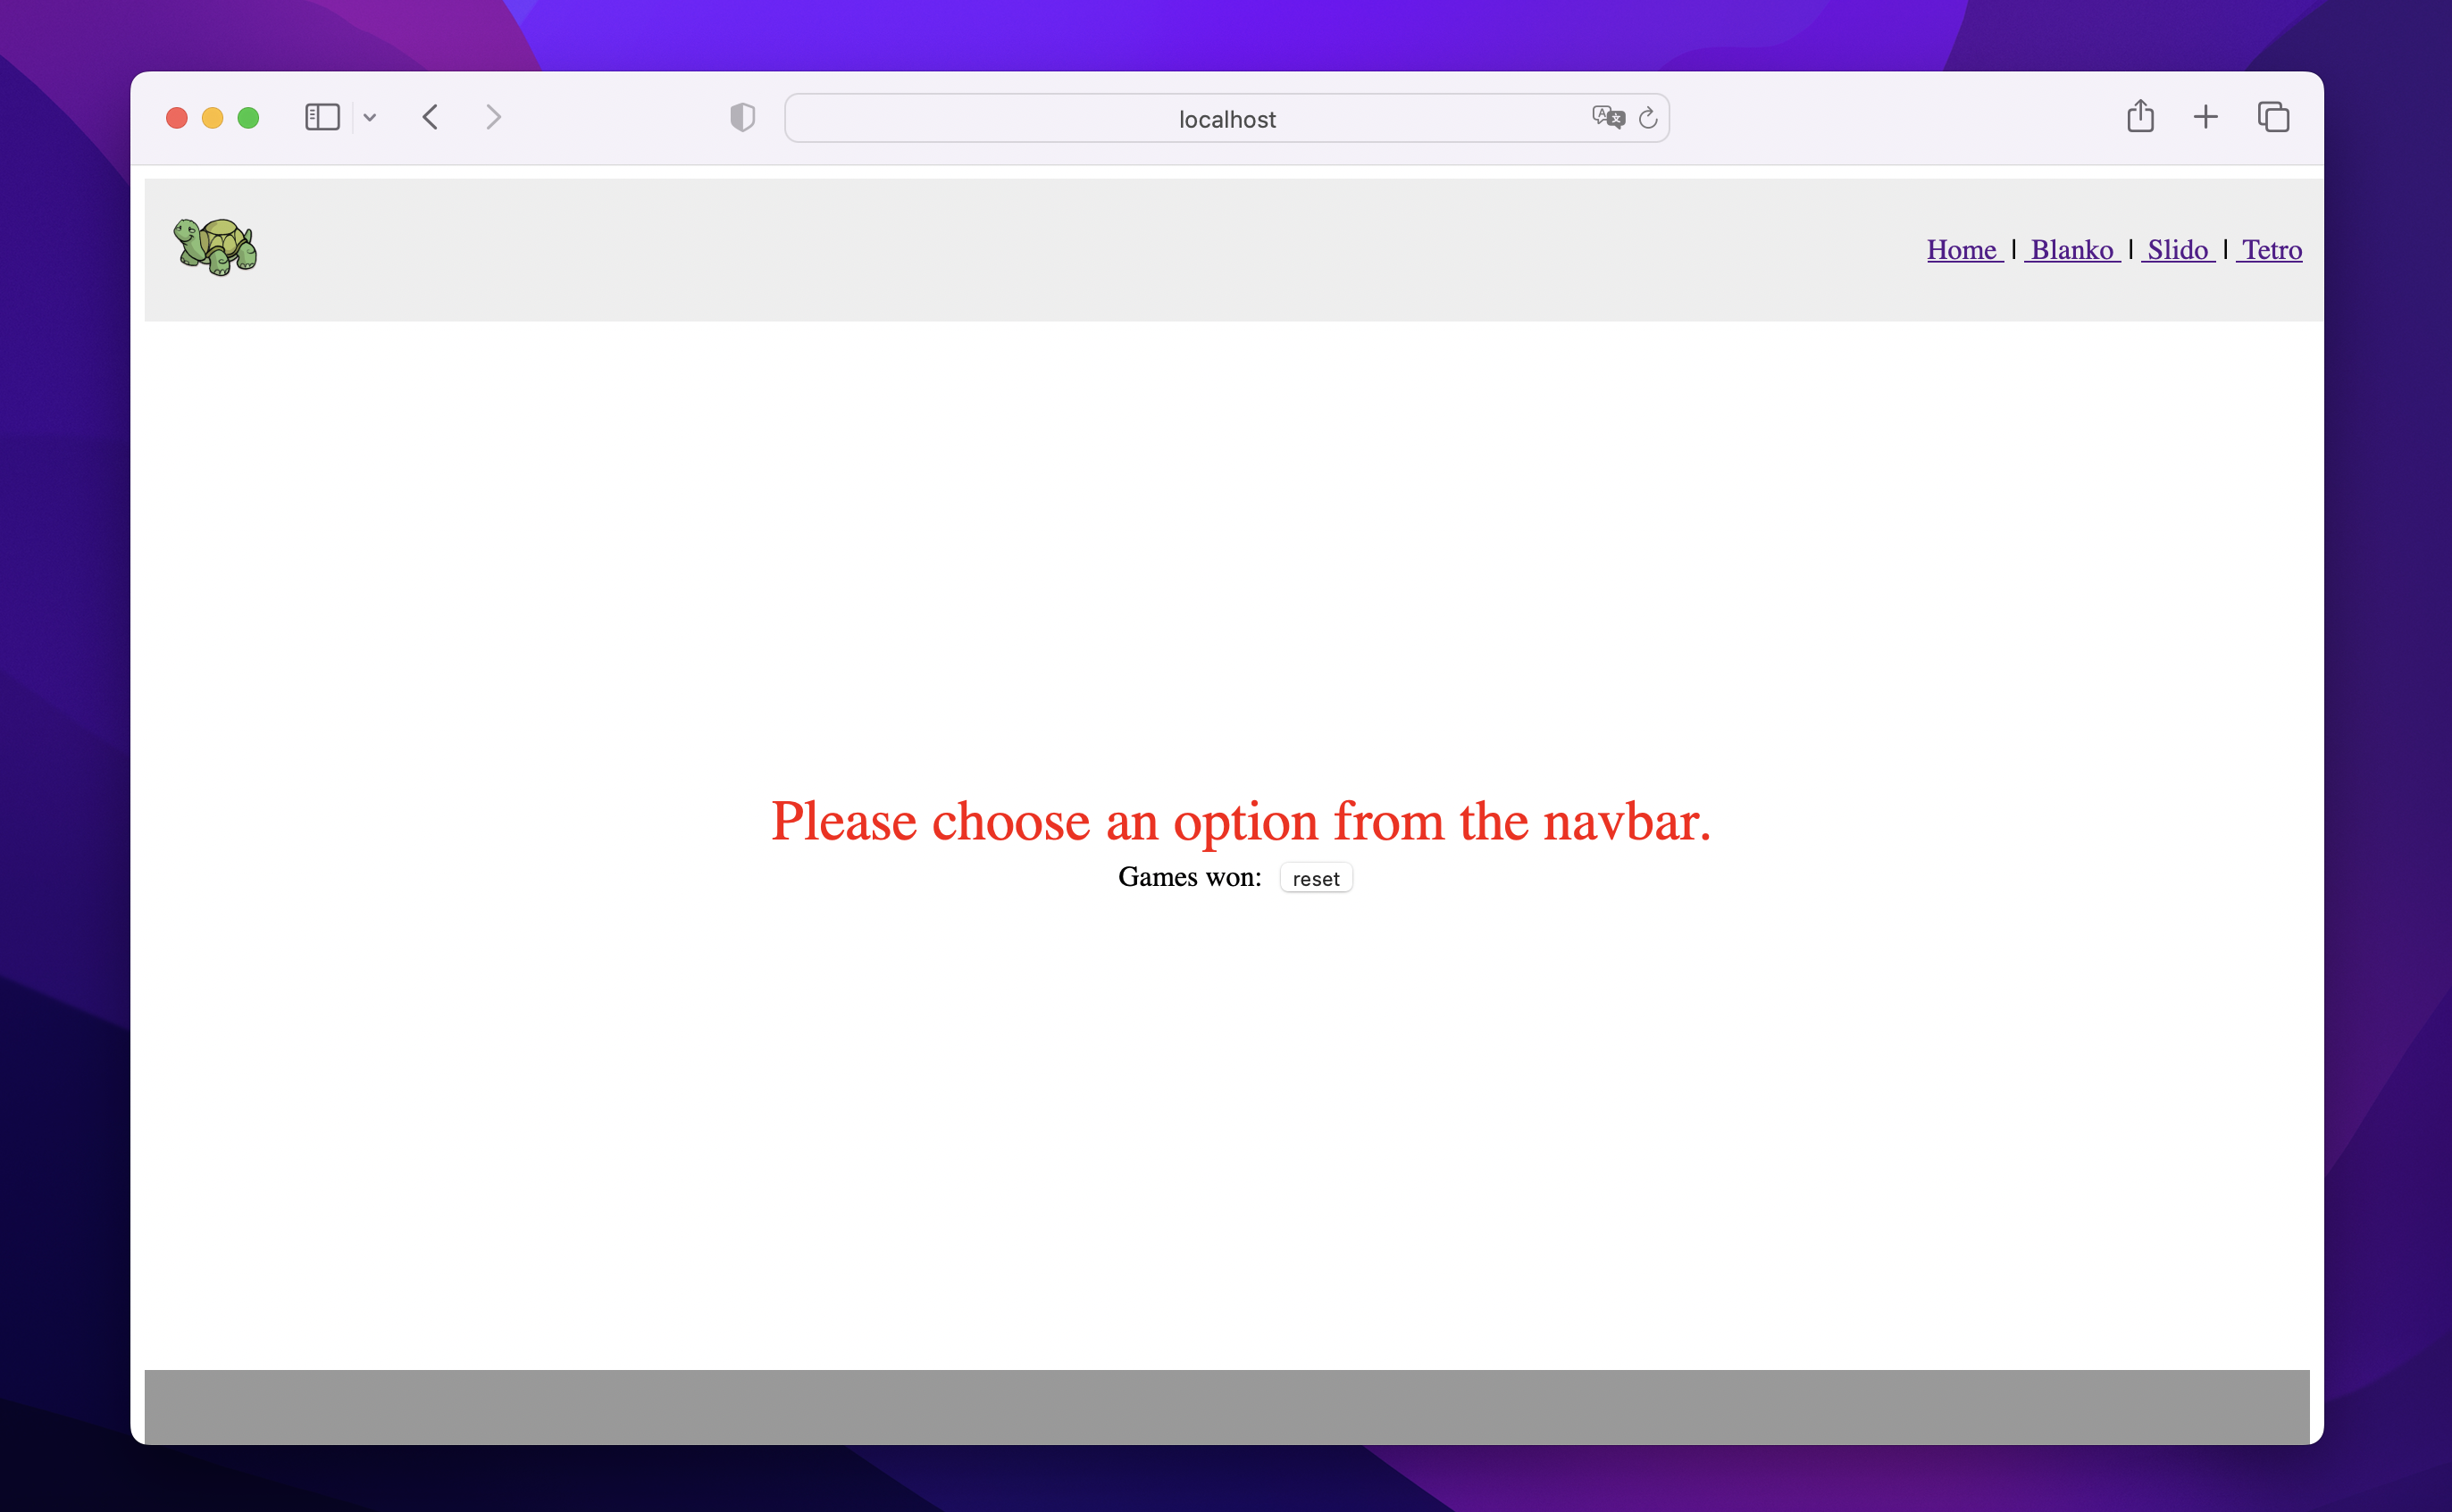 localhost
Home | Blanko | Slido | Tetro
Please choose an option from the navbar.
Games won: reset